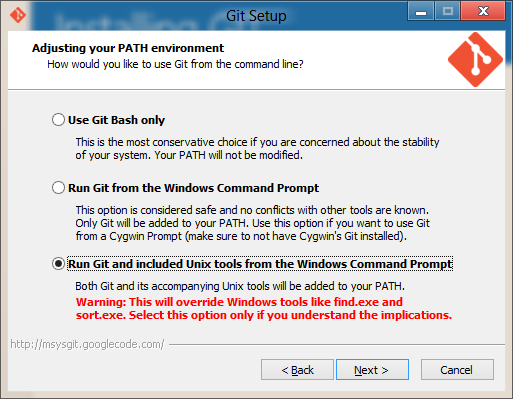 Git Setup
Adjusting your PATH environment
How would you like to use Git from the command line?
Use Git Bash only
This is the most conservative choice if you are concerned about the stability
of your system. Your PATH will not be modified.
Run Git from the Windows Command Prompt
This option is considered safe and no conflicts with other tools are known.
Only Git will be added to your PATH. Use this option if you want to use Git
from a Cygwin Prompt (make sure to not have Cygwin's Git installed).
Run Git and included Unix tools from the Windows Command Prompt
Both Git and its accompanying Unix tools will be added to your PATH.
Warning: This will override Windows tools like find.exe and
sort.exe. Select this option only if you understand the implications.
http://msysgit.googlecode.com/
< Back
Next >
Cancel